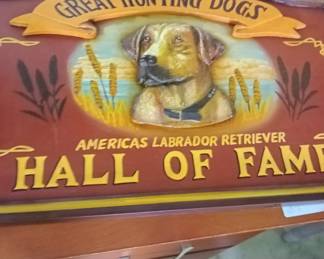 GREAT HUNTING DOGS
AMERICAS LABRADOR RETRIEVER
HALL OF FAME